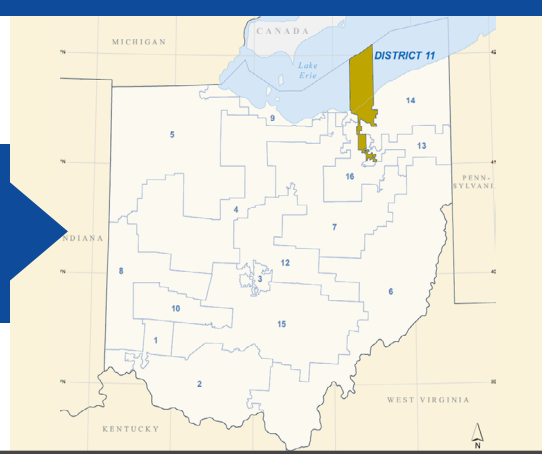 CANADA
MICHIGAN
DISTRICT 11
Lake
Erie
14
9
5
13
16
PENN-
SYLVANI
4
7
NDIANA
12
8
3
6
10
15
1
2
WEST VIRGINIA
KENTUCKY
N